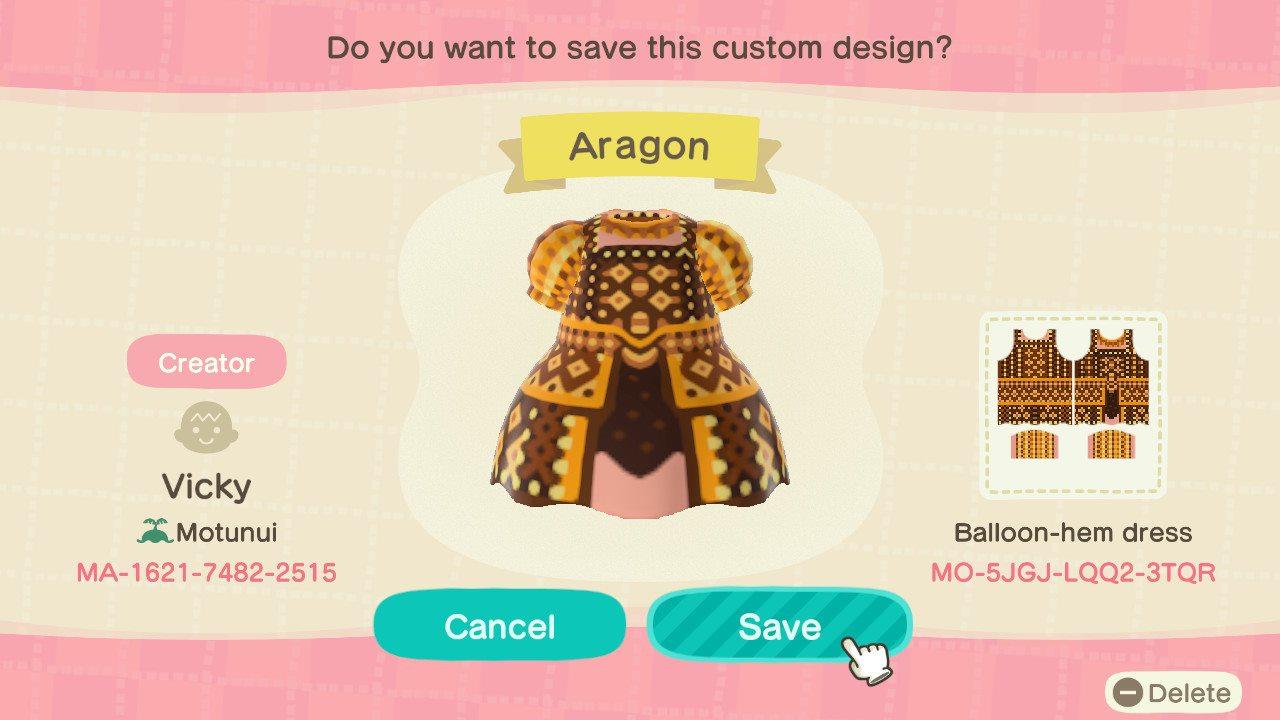 Do you want to save this custom design?
Aragon
Creator
Vicky
Motunui
MA-1621-7482-2515
Balloon-hem dress
MO-5JGJ-LQQ2-3TQR
Cancel
Save
Delete